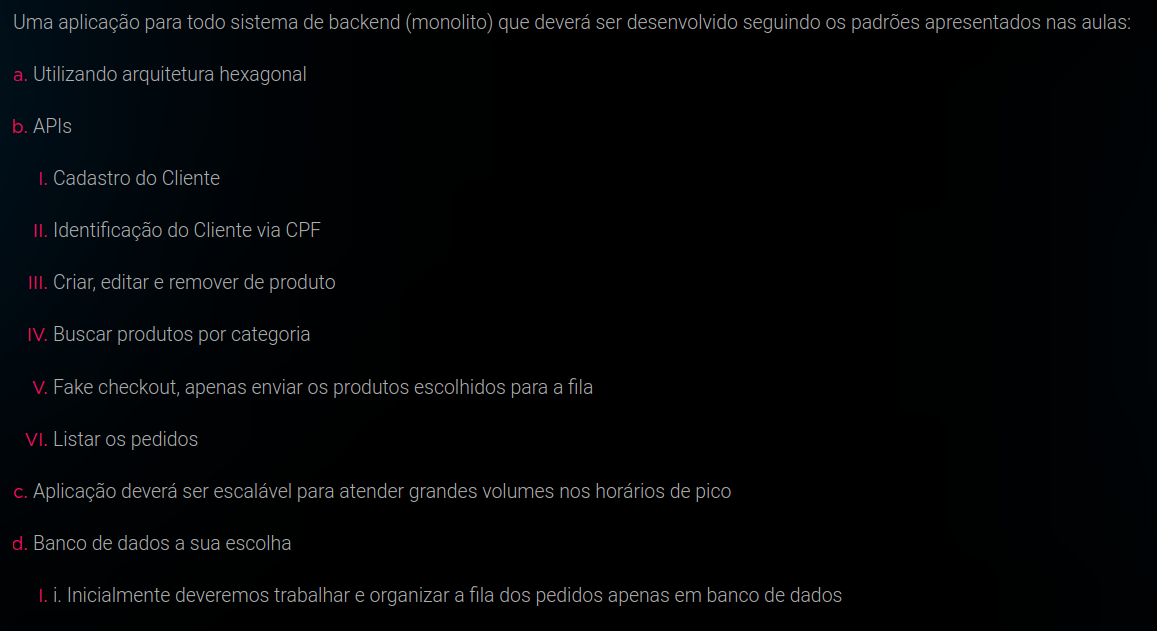 Uma aplicação para todo sistema de backend (monolito) que deverá ser desenvolvido seguindo os padrões apresentados nas aulas:
a. Utilizando arquitetura hexagonal
b. APIs
I. Cadastro do Cliente
II. Identificação do Cliente via CPF
III. Criar, editar e remover de produto
IV. Buscar produtos por categoria
V. Fake checkout, apenas enviar os produtos escolhidos para a fila
VI. Listar os pedidos
c. Aplicação deverá ser escalável para atender grandes volumes nos horários de pico
d. Banco de dados a sua escolha
I. i. Inicialmente deveremos trabalhar e organizar a fila dos pedidos apenas em banco de dados